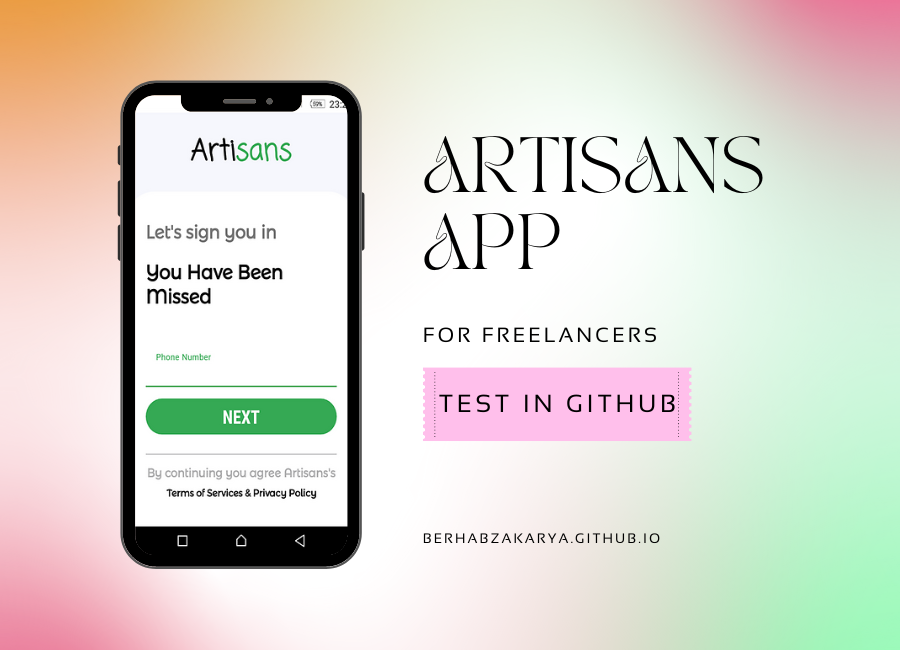 23:2
Artisans
Let's sign you in
You Have Been
Missed
Phone Number
NEXT
By continuing you agree Artisans's
Terms of Services & Privacy Policy
ARTISANS
APP
FOR FREELANCERS
TEST IN GITHUB
BERHABZAKARYA.GITHUB.IO